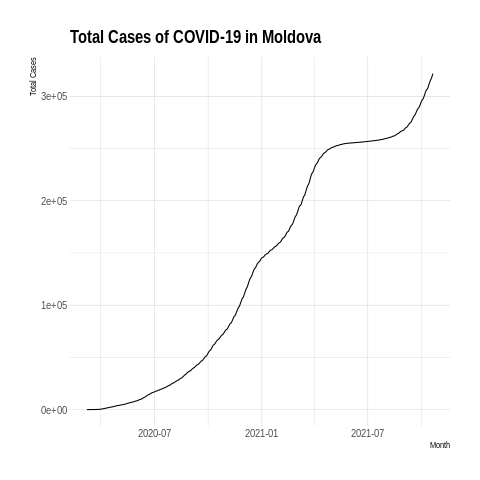 Total Cases of COVID-19 in Moldova
Total Cases
3e+05
2e+05
1e+05
0e+00
2020-07 2021-01 2021-07
Month